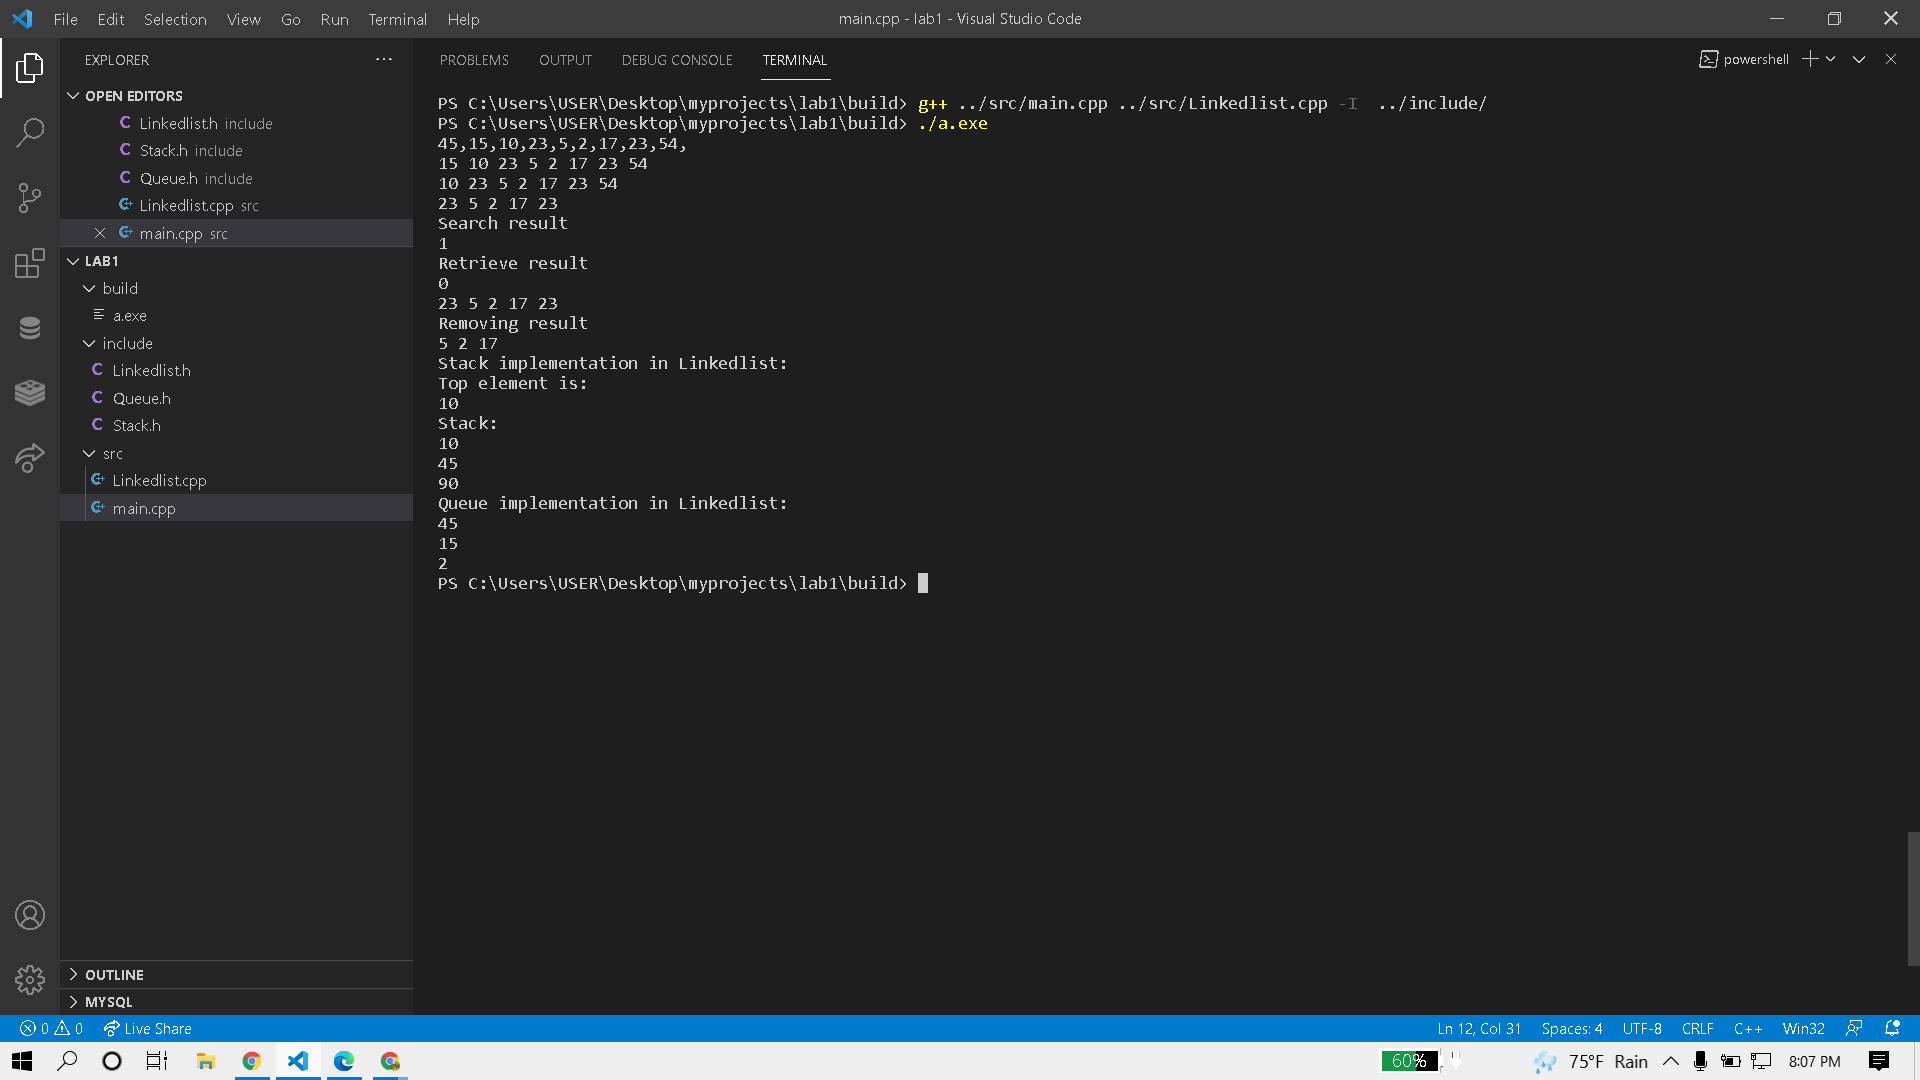 File Edit Selection View Go Run Terminal Help
main.cpp - lab1 - Visual Studio Code
EXPLORER
OPEN EDITORS
Linkedlist.h include
Stack.h include
Queue.h include
Linkedlist.cpp src
main.cpp src
LAB1
build
a.exe
include
Linkedlist.h
Queue.h
Stack.h
src
Linkedlist.cpp
main.cpp
OUTLINE
MYSQL
PROBLEMS OUTPUT DEBUG CONSOLE TERMINAL
powershell
PS C:\Users\USER\Desktop\myprojects\lab1\build> g++ ../src/main.cpp ../src/Linkedlist.cpp -I  ../include/
PS C:\Users\USER\Desktop\myprojects\lab1\build> ./a.exe
45,15,10,23,5,2,17,23,54,
15 10 23 5 2 17 23 54
10 23 5 2 17 23 54
23 5 2 17 23
Search result
1
Retrieve result
0
23 5 2 17 23
Removing result
5 2 17
Stack implementation in Linkedlist:
Top element is:
10
Stack:
10
45
90
Queue implementation in Linkedlist:
45
15
2
PS C:\Users\USER\Desktop\myprojects\lab1\build>
0 0 Live Share
Ln 12, Col 31 Spaces: 4 UTF-8 CRLF C++ Win32
60% 75°F Rain 8:07 PM